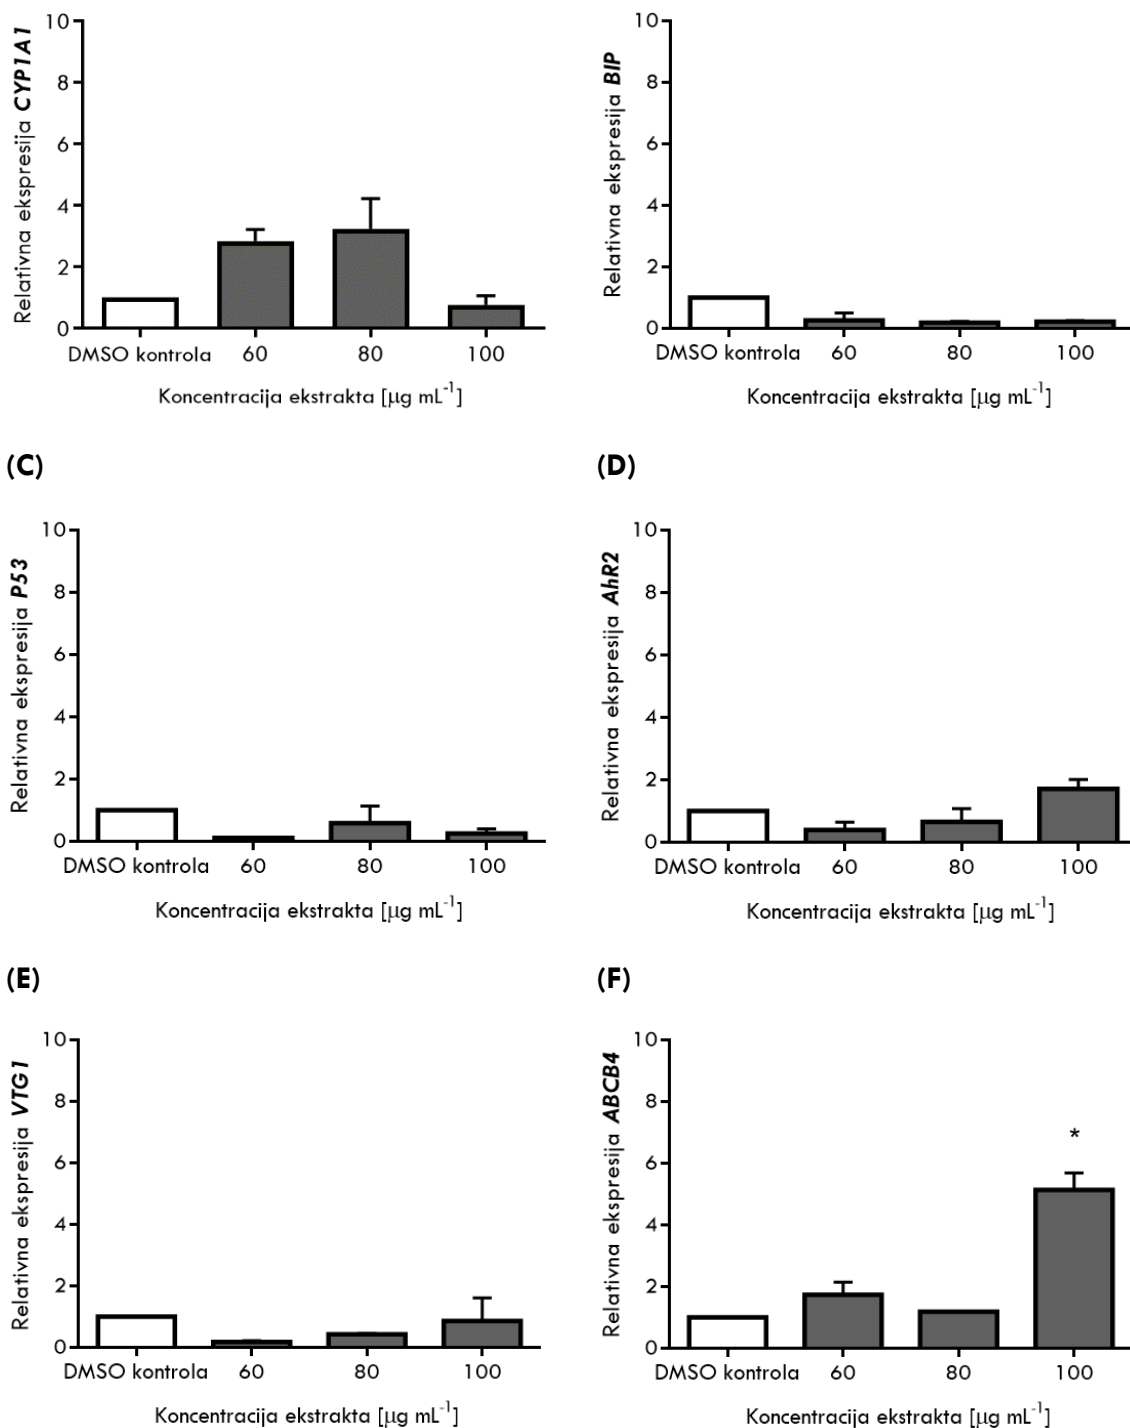 Relativna ekspresija CYP1A1
10
8
6
4
2
0
DMSO kontrola 60 80 100
Koncentracija ekstrakta [µg mL⁻¹]
Relativna ekspresija BIP
10
8
6
4
2
0
DMSO kontrola 60 80 100
Koncentracija ekstrakta [µg mL⁻¹]
(C)
Relativna ekspresija P53
10
8
6
4
2
0
DMSO kontrola 60 80 100
Koncentracija ekstrakta [µg mL⁻¹]
(D)
Relativna ekspresija AhR2
10
8
6
4
2
0
DMSO kontrola 60 80 100
Koncentracija ekstrakta [µg mL⁻¹]
(E)
Relativna ekspresija VTG1
10
8
6
4
2
0
DMSO kontrola 60 80 100
Koncentracija ekstrakta [µg mL⁻¹]
(F)
Relativna ekspresija ABCB4
10
8
6
4
2
0
*
DMSO kontrola 60 80 100
Koncentracija ekstrakta [µg mL⁻¹]